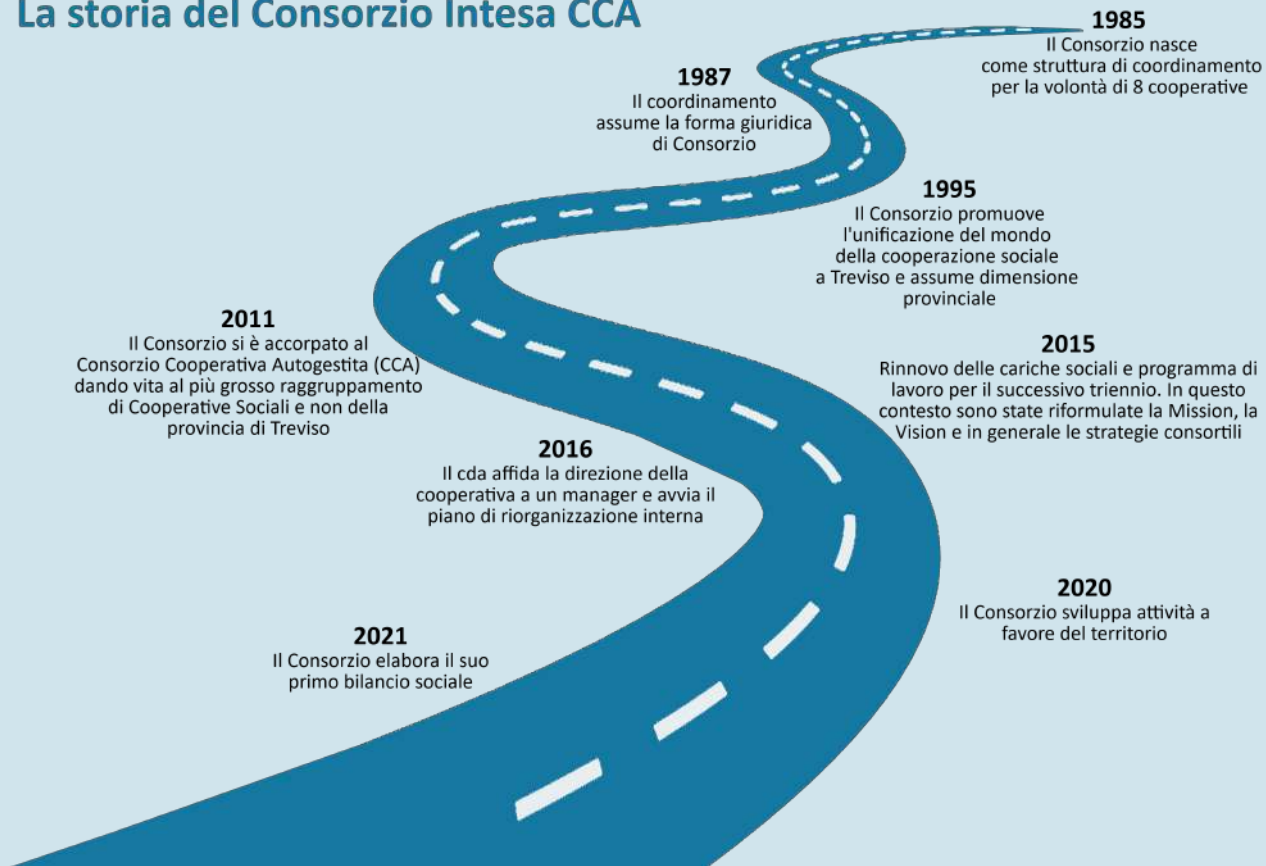 La storia del Consorzio Intesa CCA
1985
Il Consorzio nasce
come struttura di coordinamento
per la volontà di 8 cooperative
1987
Il coordinamento
assume la forma giuridica
di Consorzio
1995
Il Consorzio promuove
l'unificazione del mondo
della cooperazione sociale
a Treviso e assume dimensione
provinciale
2011
Il Consorzio si è accorpato al
Consorzio Cooperativa Autogestita (CCA)
dando vita al più grosso raggruppamento
di Cooperative Sociali e non della
provincia di Treviso
2015
Rinnovo delle cariche sociali e programma di
lavoro per il successivo triennio. In questo
contesto sono state riformulate la Mission, la
Vision e in generale le strategie consortili
2016
Il cda affida la direzione della
cooperativa a un manager e avvia il
piano di riorganizzazione interna
2020
Il Consorzio sviluppa attività a
favore del territorio
2021
Il Consorzio elabora il suo
primo bilancio sociale